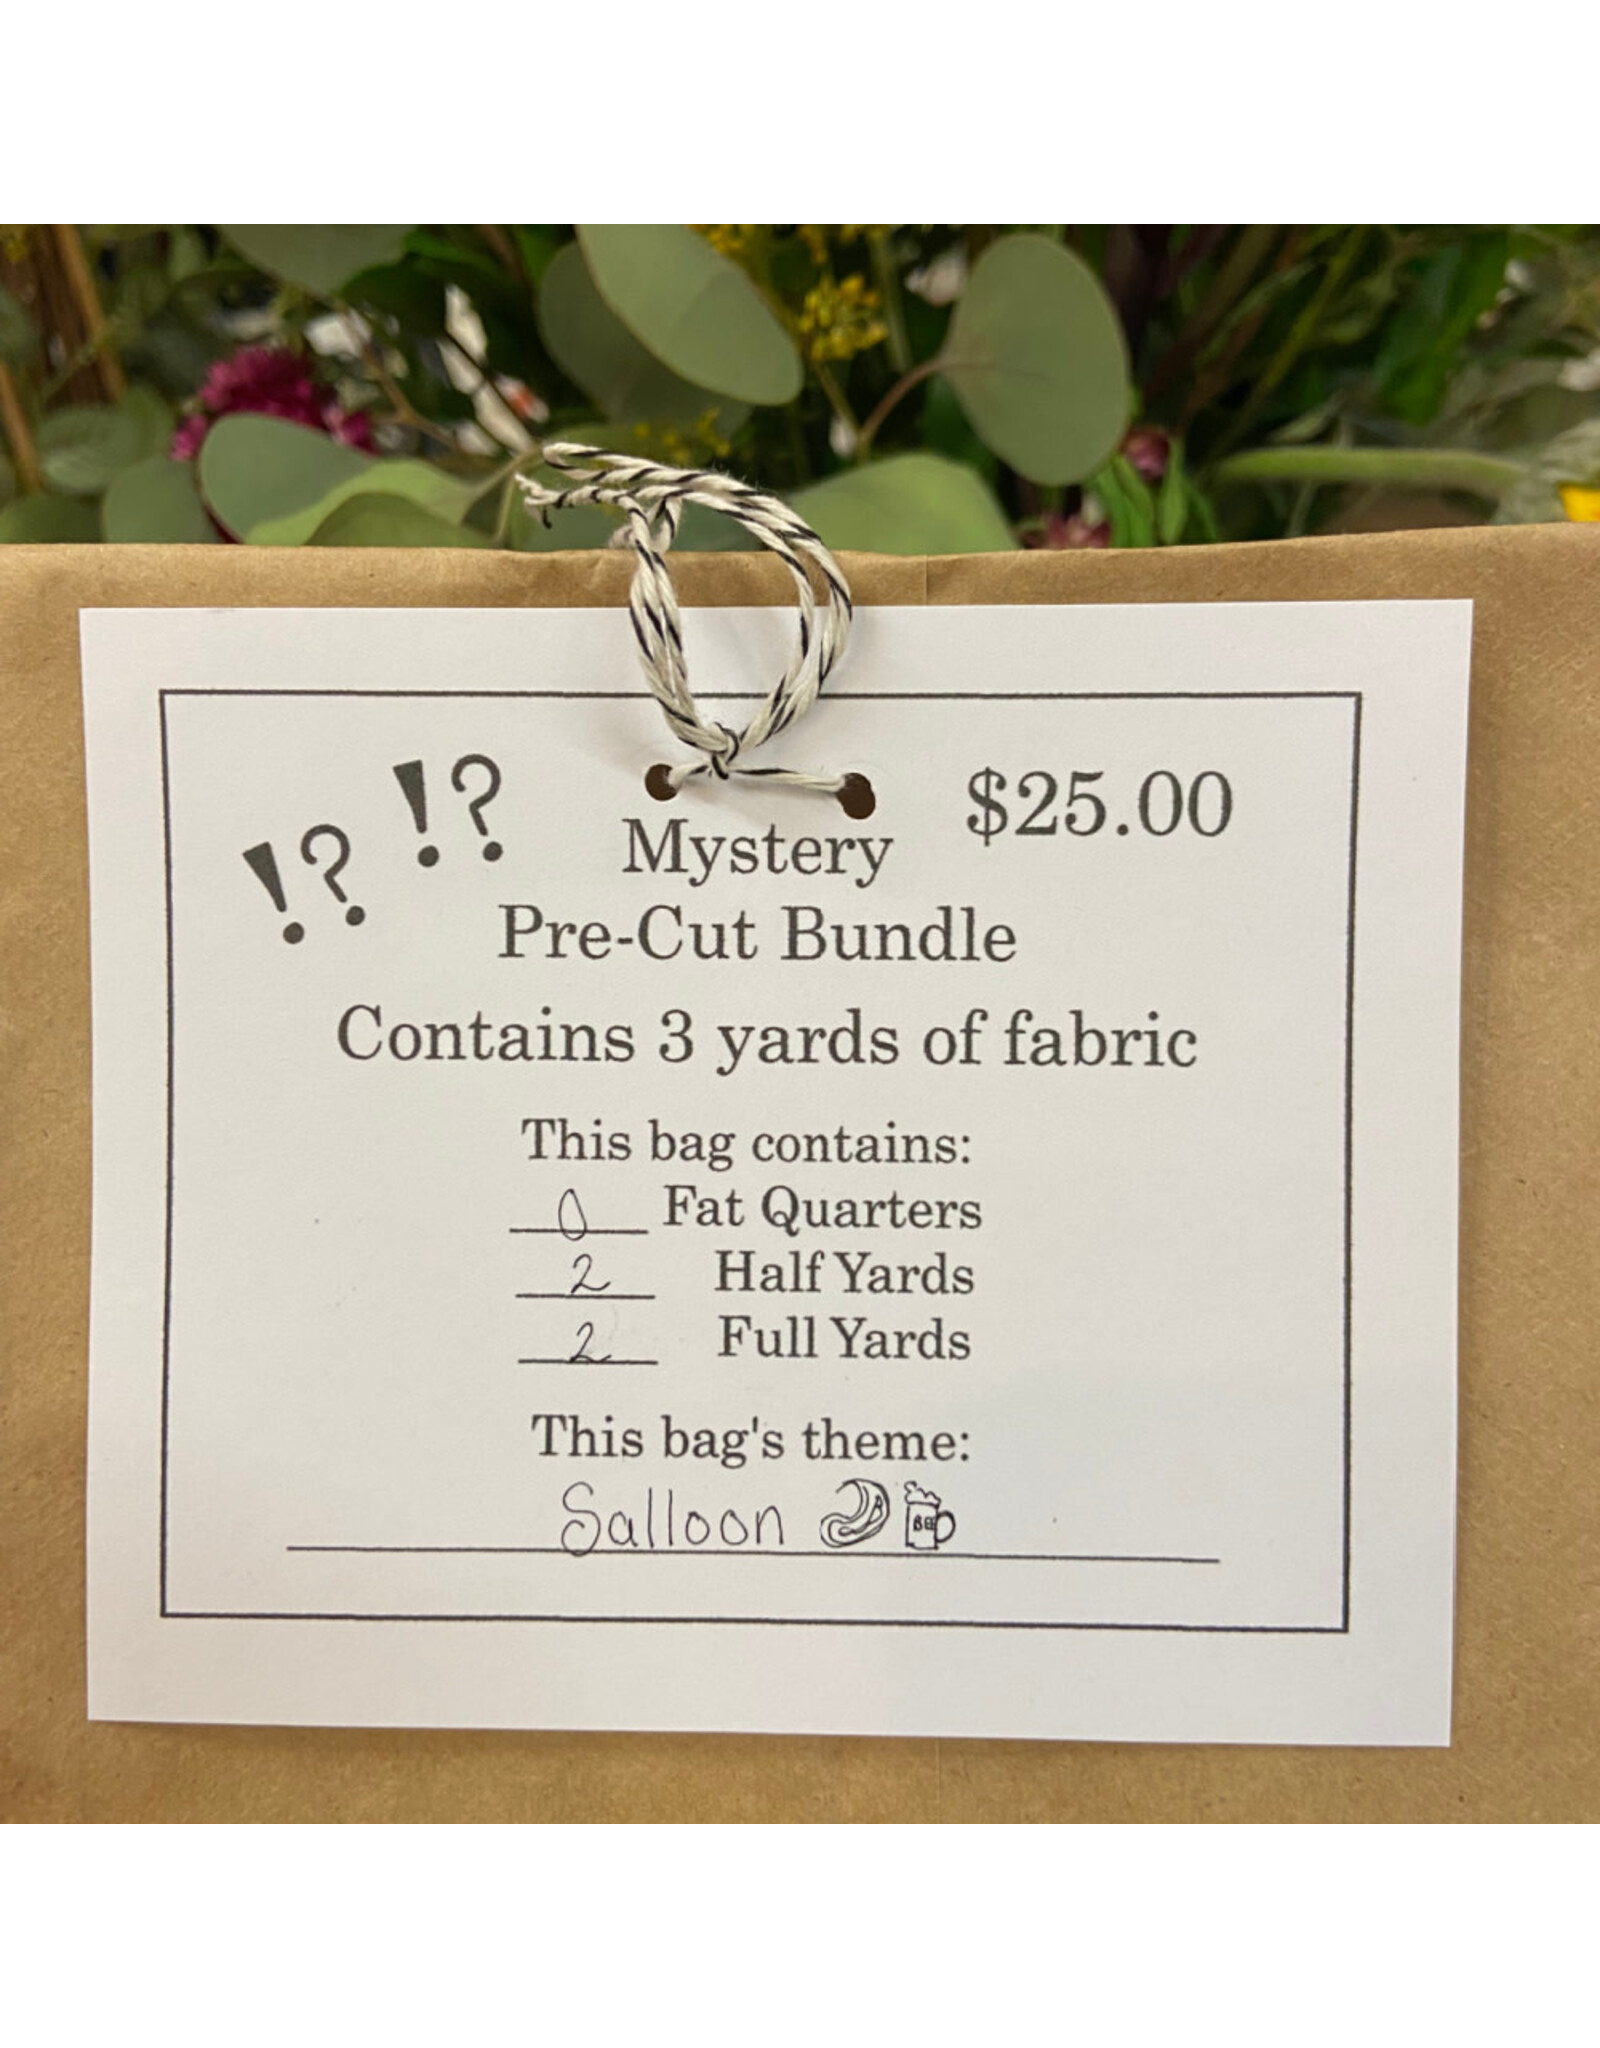 !? !?
$25.00
Mystery
Pre-Cut Bundle
Contains 3 yards of fabric
This bag contains:
0 Fat Quarters
2 Half Yards
2 Full Yards
This bag's theme:
Salloon